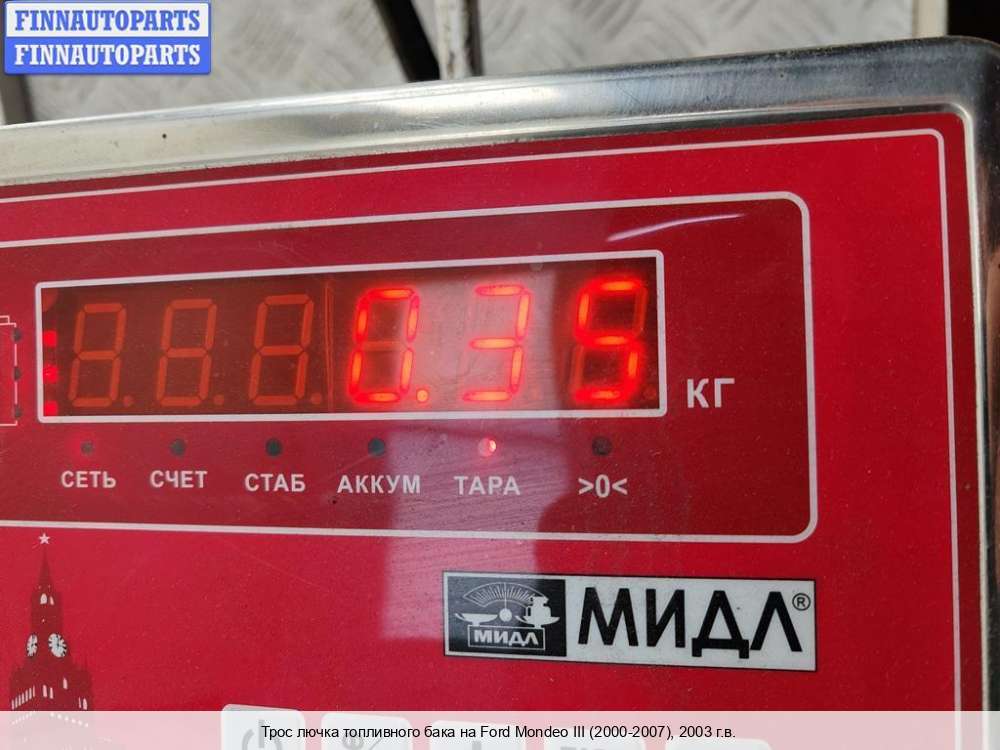 FINNAUTOPARTS
FINNAUTOPARTS
0.35
КГ
СЕТЬ СЧЕТ СТАБ АККУМ ТАРА >0<
МИДЛ МИДЛ®
Трос лючка топливного бака на Ford Mondeo III (2000-2007), 2003 г.в.